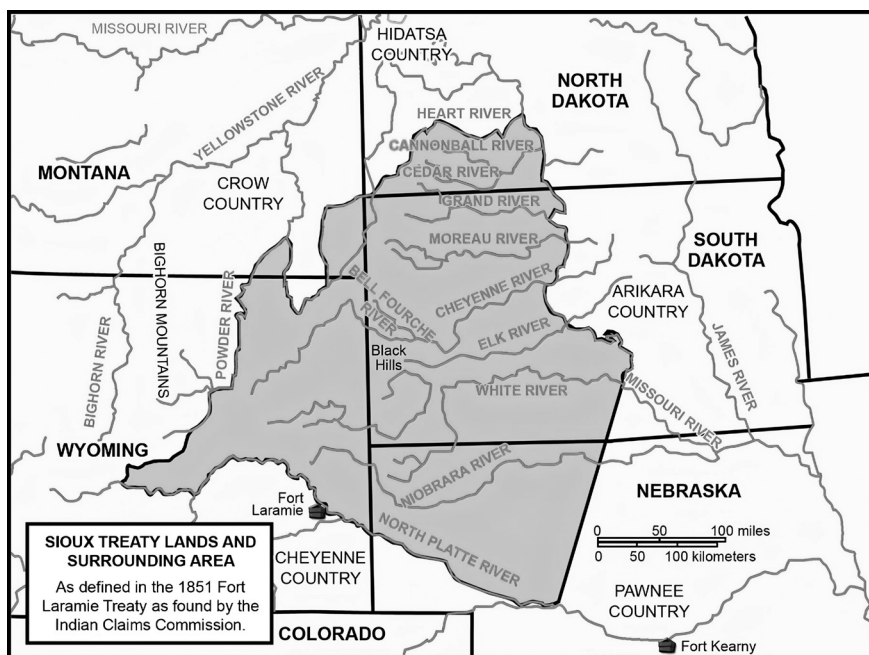 MISSOURI RIVER
HIDATSA
COUNTRY
NORTH
DAKOTA
YELLOWSTONE RIVER
HEART RIVER
CANNONBALL RIVER
MONTANA
CEDAR RIVER
CROW
COUNTRY
GRAND RIVER
MOREAU RIVER
SOUTH
DAKOTA
BIGHORN MOUNTAINS
POWDER RIVER
BELL FOURCHE
RIVER
CHEYENNE RIVER
ARIKARA
COUNTRY
BIGHORN RIVER
ELK RIVER
JAMES RIVER
Black
Hills
WHITE RIVER
MISSOURI RIVER
WYOMING
NIOBRARA RIVER
NEBRASKA
Fort
Laramie
NORTH PLATTE RIVER
0 50 100 miles
0 50 100 kilometers
SIOUX TREATY LANDS AND
SURROUNDING AREA
As defined in the 1851 Fort
Laramie Treaty as found by the
Indian Claims Commission.
CHEYENNE
COUNTRY
PAWNEE
COUNTRY
COLORADO
Fort Kearny